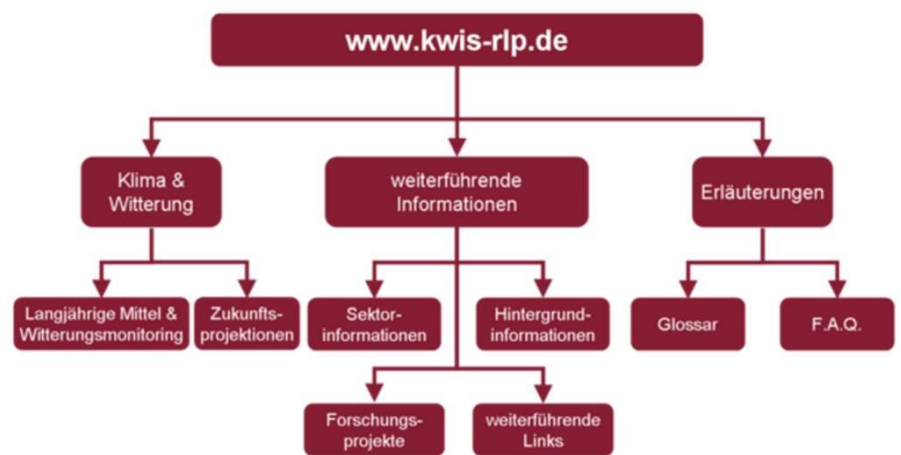 www.kwis-rlp.de
Klima &
Witterung
weiterführende
Informationen
Erläuterungen
Langjährige Mittel &
Witterungsmonitoring
Zukunfts-
projektionen
Sektor-
informationen
Hintergrund-
informationen
Glossar
F.A.Q.
Forschungs-
projekte
weiterführende
Links